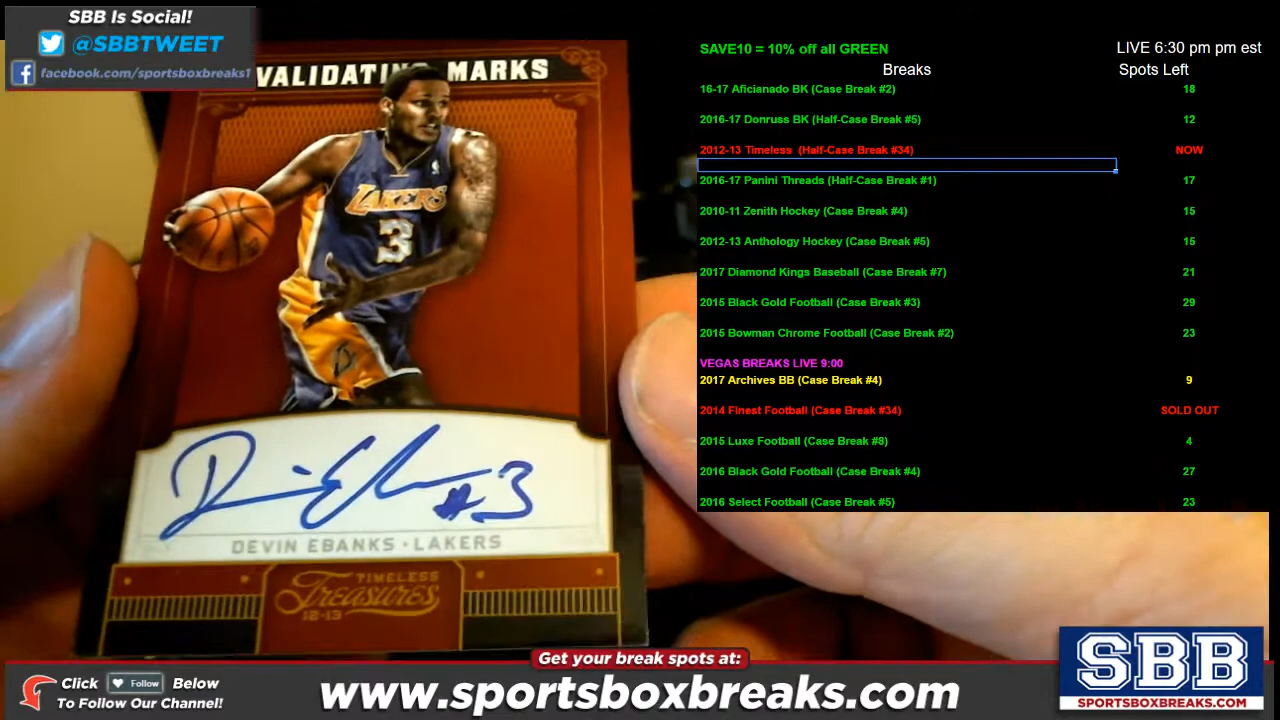 SBB Is Social!
@SBBTWEET
facebook.com/sportsboxbreaks1
VALIDATING MARKS
LAKERS
3
DEVIN EBANKS · LAKERS
#3
TIMELESS
Treasures
12-13
SAVE10 = 10% off all GREEN
LIVE 6:30 pm pm est
Breaks Spots Left
16-17 Aficianado BK (Case Break #2) 18
2016-17 Donruss BK (Half-Case Break #5) 12
2012-13 Timeless (Half-Case Break #34) NOW
2016-17 Panini Threads (Half-Case Break #1) 17
2010-11 Zenith Hockey (Case Break #4) 15
2012-13 Anthology Hockey (Case Break #5) 15
2017 Diamond Kings Baseball (Case Break #7) 21
2015 Black Gold Football (Case Break #3) 29
2015 Bowman Chrome Football (Case Break #2) 23
VEGAS BREAKS LIVE 9:00
2017 Archives BB (Case Break #4) 9
2014 Finest Football (Case Break #34) SOLD OUT
2015 Luxe Football (Case Break #8) 4
2016 Black Gold Football (Case Break #4) 27
2016 Select Football (Case Break #5) 23
Get your break spots at:
www.sportsboxbreaks.com
Click Follow Below
To Follow Our Channel!
SBB
SPORTSBOXBREAKS.COM